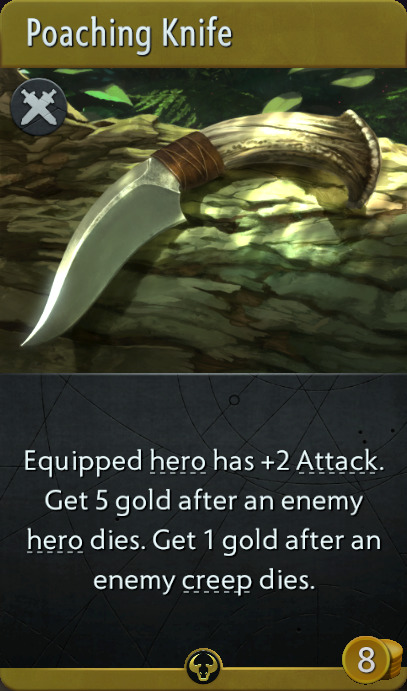 Poaching Knife
Equipped hero has +2 Attack.
Get 5 gold after an enemy
hero dies. Get 1 gold after an
enemy creep dies.
8